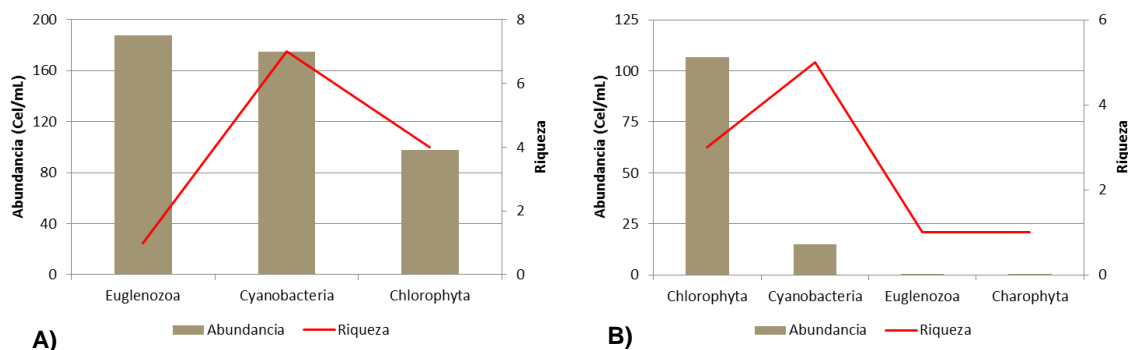 200
160
120
80
40
0
Abundancia (Cel/mL)
8
6
4
2
0
Riqueza
Euglenozoa
Cyanobacteria
Chlorophyta
Abundancia
Riqueza
A)
125
100
75
50
25
0
Abundancia (Cel/mL)
6
4
2
0
Riqueza
Chlorophyta
Cyanobacteria
Euglenozoa
Charophyta
Abundancia
Riqueza
B)